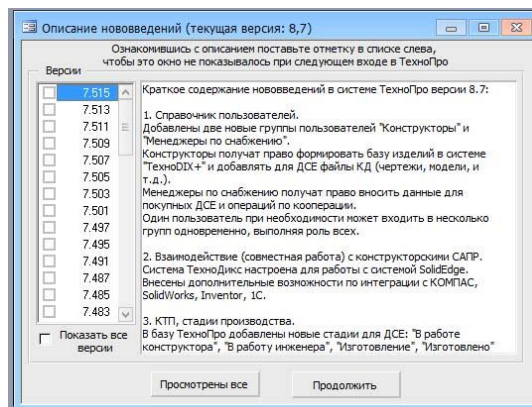 Описание нововведений (текущая версия: 8,7)
Ознакомившись с описанием поставьте отметку в списке слева,
чтобы это окно не показывалось при следующем входе в ТехноПро
Версии
7.515
7.513
7.511
7.509
7.507
7.505
7.503
7.501
7.497
7.495
7.491
7.487
7.485
7.483
Показать все
версии
Краткое содержание нововведений в системе ТехноПро версии 8.7:
1. Справочник пользователей.
Добавлены две новые группы пользователей "Конструкторы" и
"Менеджеры по снабжению".
Конструкторы получат право формировать базу изделий в системе
"ТехноDIX+" и добавлять для ДСЕ файлы КД (чертежи, модели, и
т.д.).
Менеджеры по снабжению получат право вносить данные для
покупных ДСЕ и операций по кооперации.
Один пользователь при необходимости может входить в несколько
групп одновременно, выполняя роль всех.
2. Взаимодействие (совместная работа) с конструкторскими САПР.
Система ТехноДикс настроена для работы с системой SolidEdge.
Внесены дополнительные возможности по интеграции с КОМПАС,
SolidWorks, Inventor, 1С.
3. КТП, стадии производства.
В базу ТехноПро добавлены новые стадии для ДСЕ: "В работе
конструктора", "В работу инженера", "Изготовление", "Изготовлено"
Просмотрены все
Продолжить